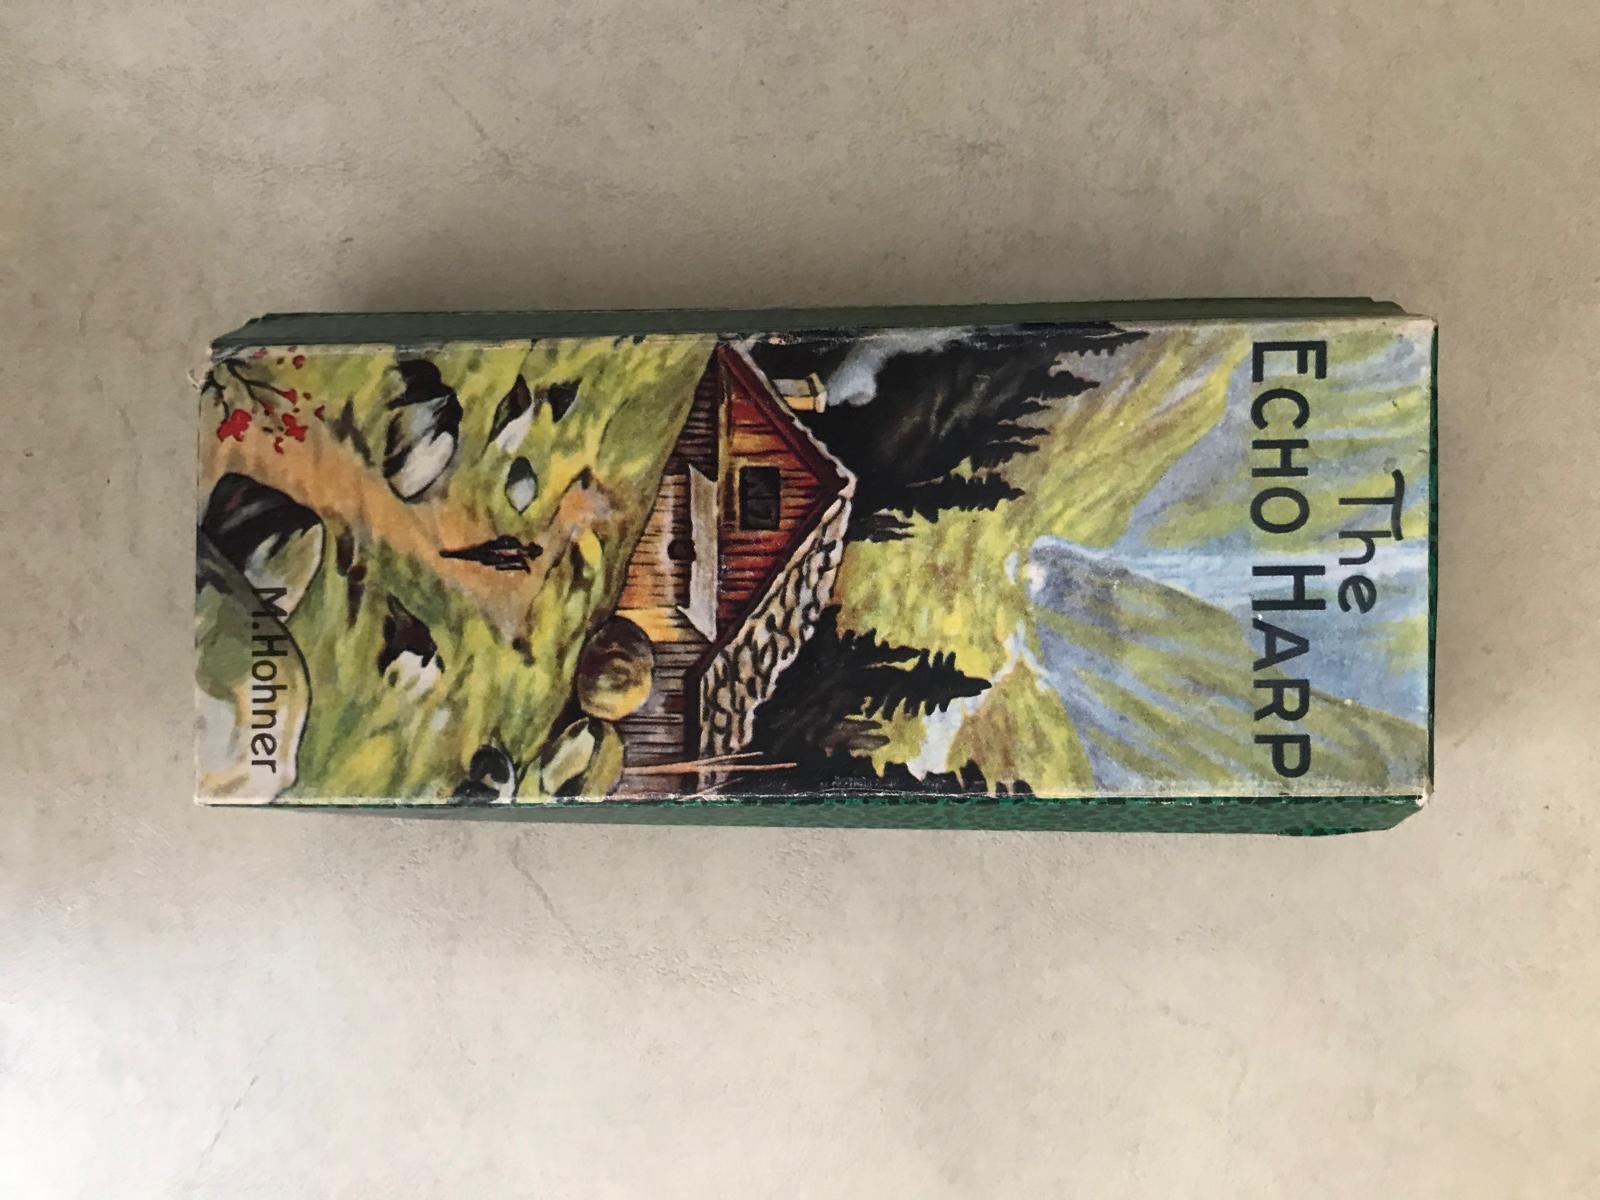 The
ECHO HARP
M. Hohner